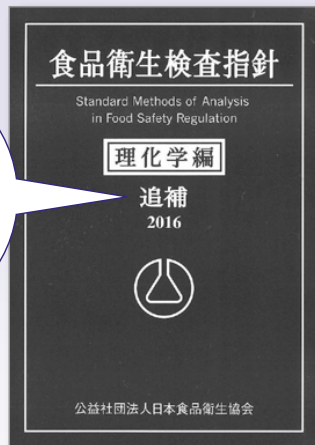 食品衛生検査指針
Standard Methods of Analysis
in Food Safety Regulation
理化学編
追補
2016
公益社団法人日本食品衛生協会